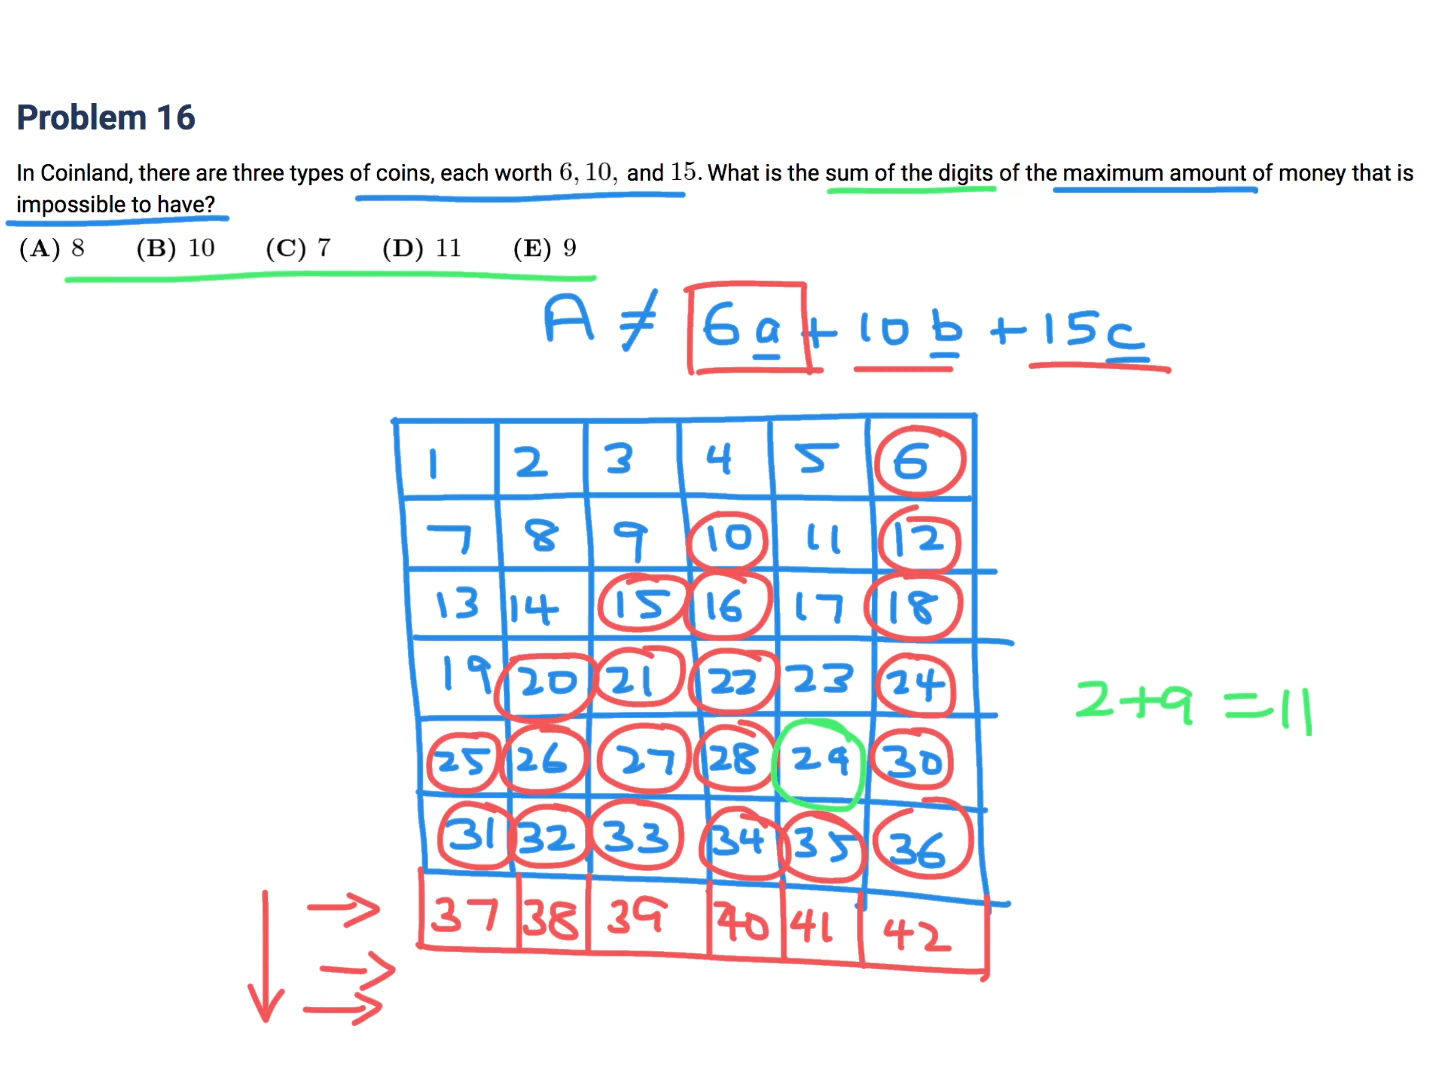 Problem 16
In Coinland, there are three types of coins, each worth 6, 10, and 15. What is the sum of the digits of the maximum amount of money that is
impossible to have?
(A) 8 (B) 10 (C) 7 (D) 11 (E) 9
A ≠ 6a + 10b + 15c
1 2 3 4 5 6
7 8 9 10 11 12
13 14 15 16 17 18
19 20 21 22 23 24
2+9 = 11
25 26 27 28 29 30
31 32 33 34 35 36
37 38 39 40 41 42